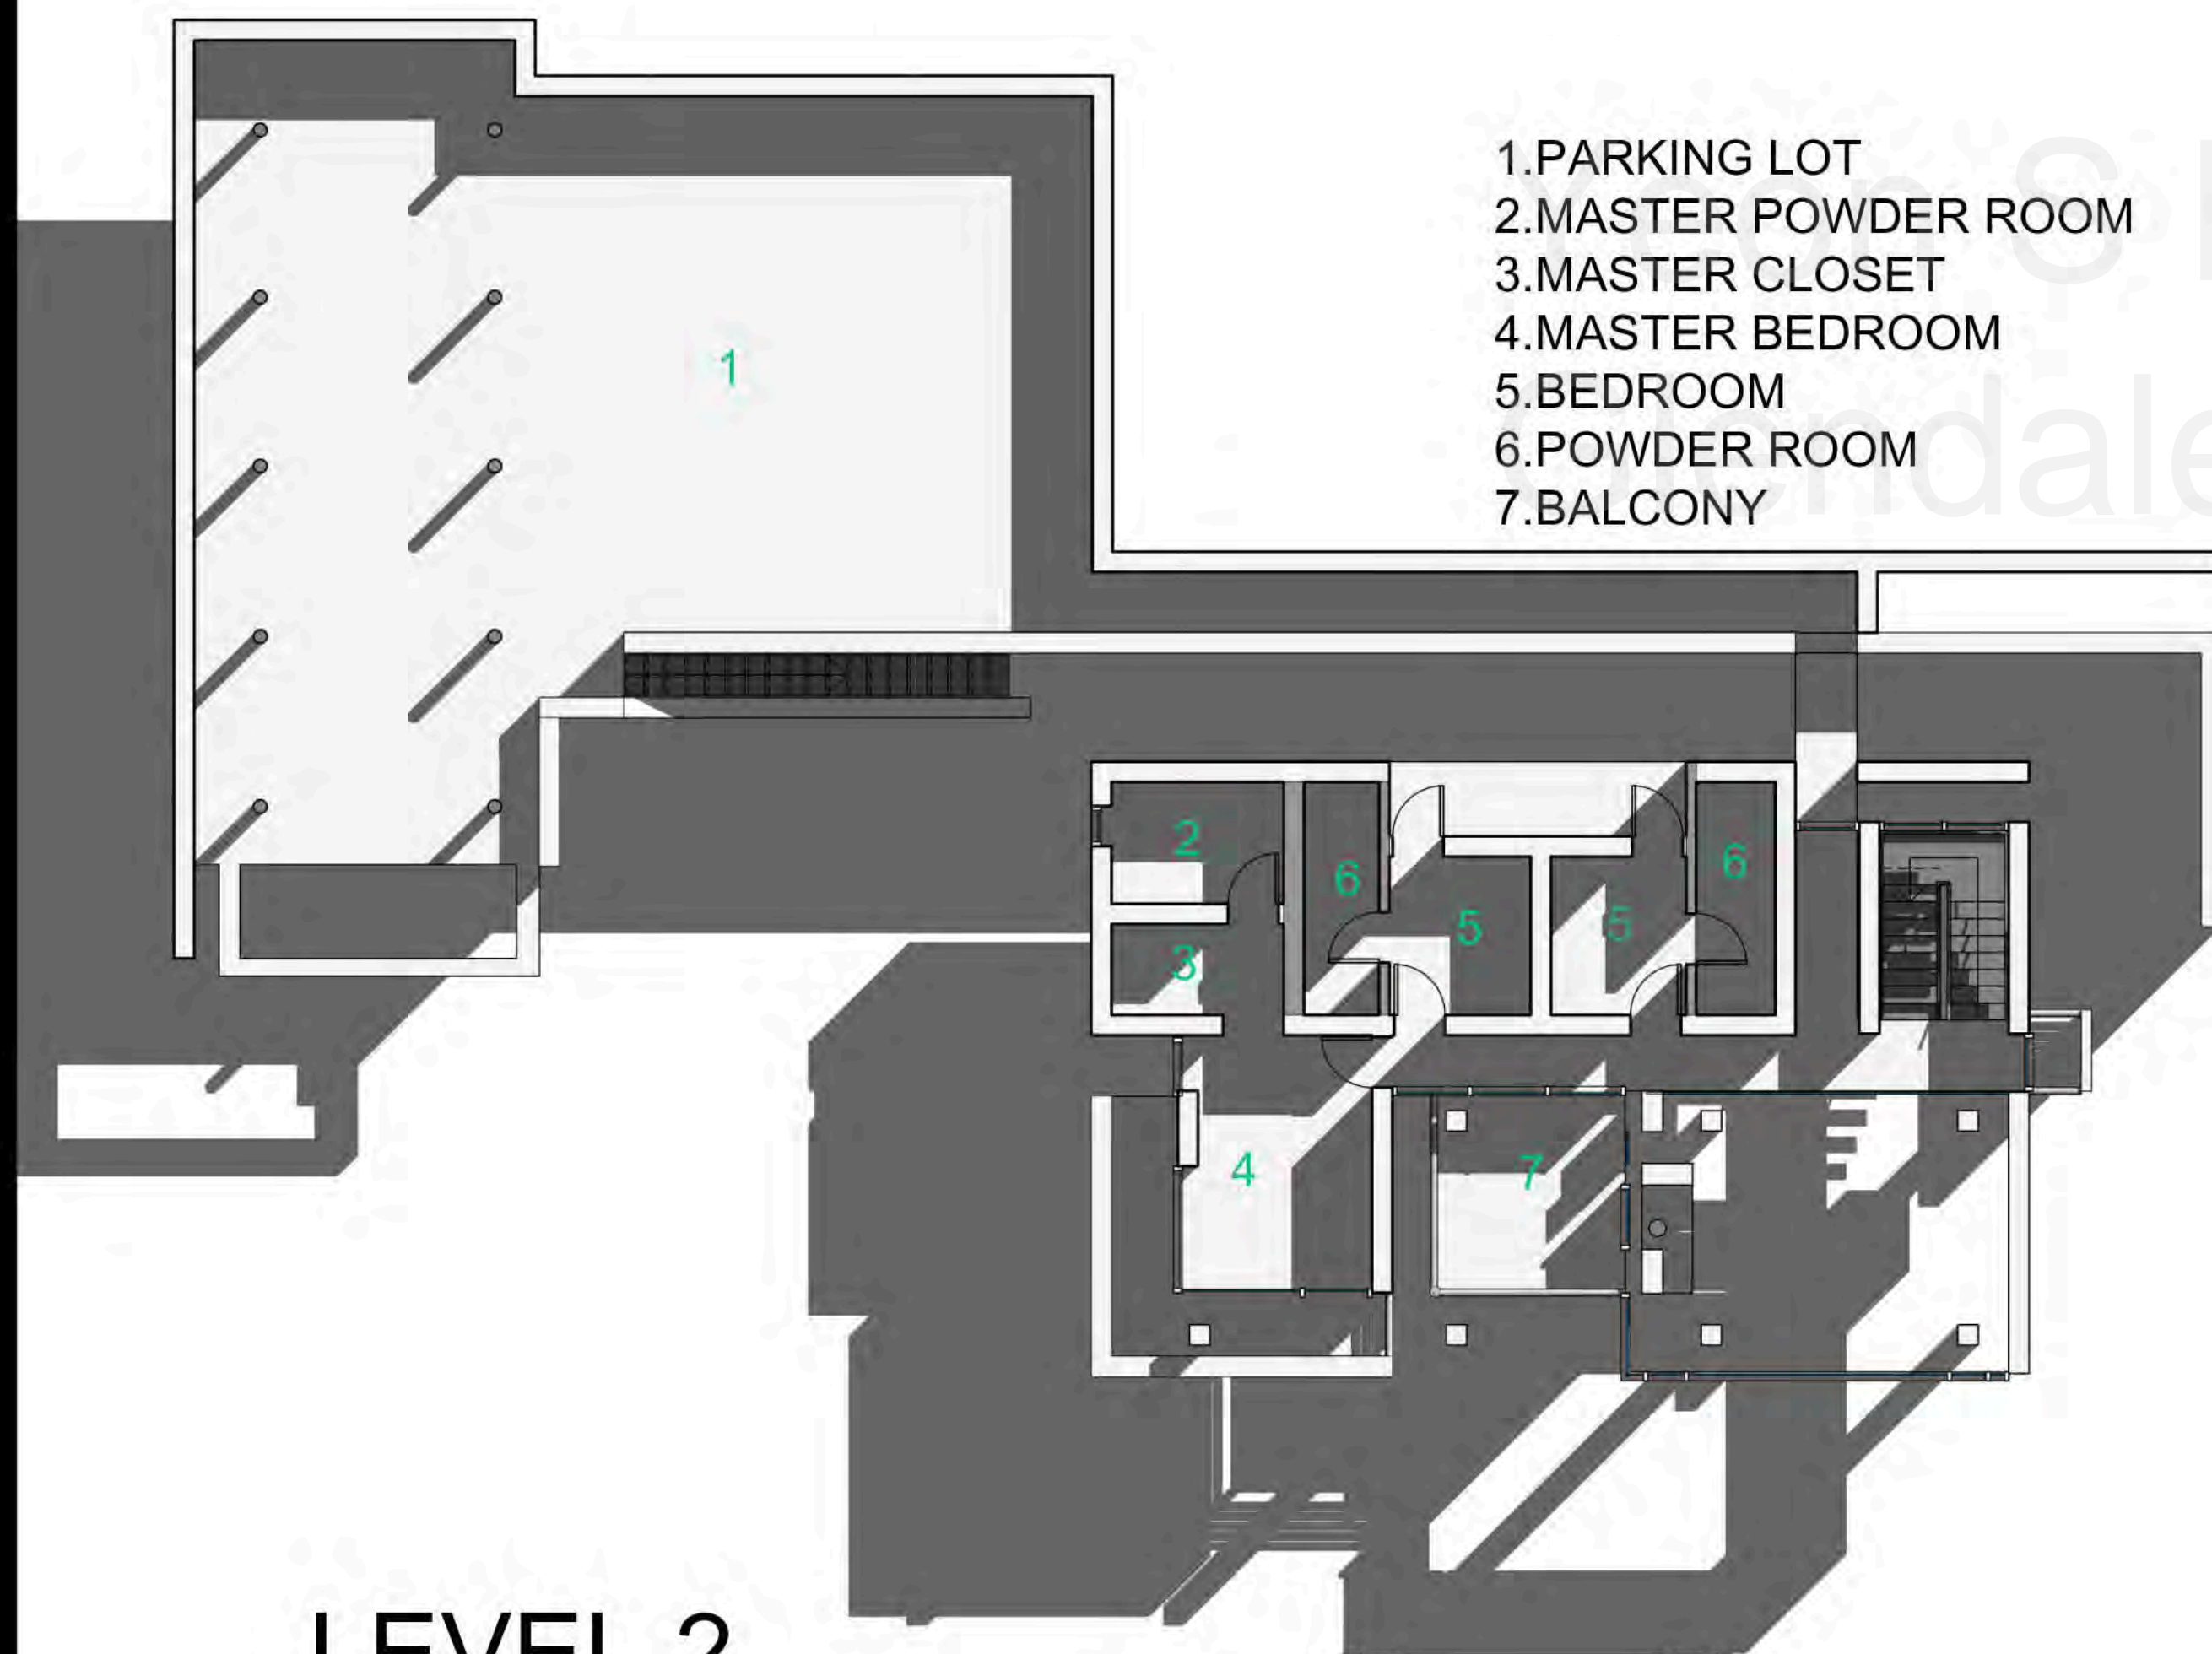 1.PARKING LOT
2.MASTER POWDER ROOM
3.MASTER CLOSET
4.MASTER BEDROOM
5.BEDROOM
6.POWDER ROOM
7.BALCONY
1
2
6
6
5
5
3
4
7
LEVEL 2